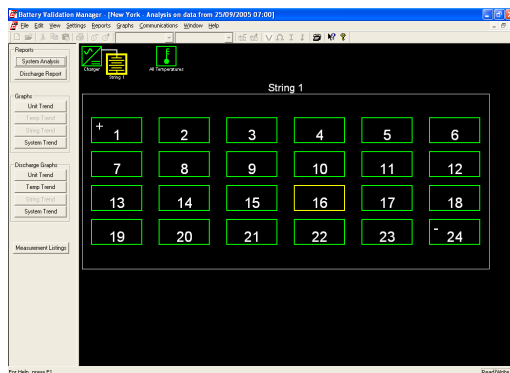 Battery Validation Manager - [New York - Analysis on data from 25/09/2005 07:00]
File Edit View Settings Reports Graphs Communications Window Help
Reports
System Analysis
Discharge Report
Graphs
Unit Trend
Temp Trend
String Trend
System Trend
Discharge Graphs
Unit Trend
Temp Trend
String Trend
System Trend
Measurement Listings
Charger
String 1
All Temperatures
String 1
+ 1 2 3 4 5 6
7 8 9 10 11 12
13 14 15 16 17 18
19 20 21 22 23 - 24
For Help, press F1
Read/Write